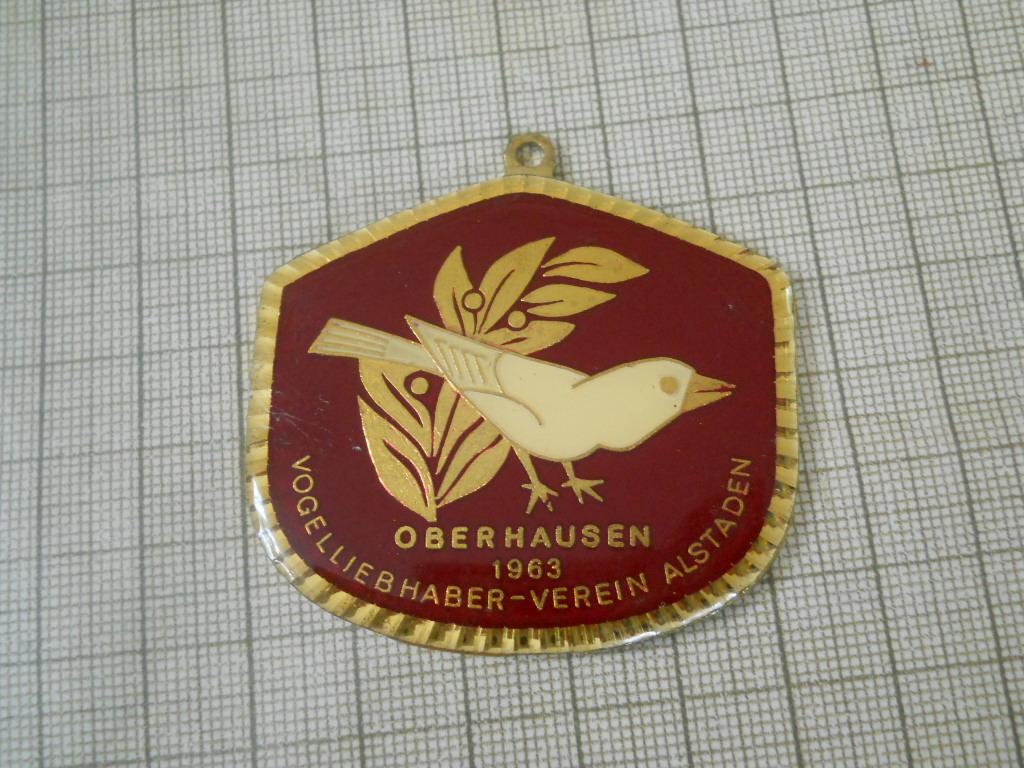 OBERHAUSEN
1963
VOGELLIEBHABER-VEREIN ALSTADEN